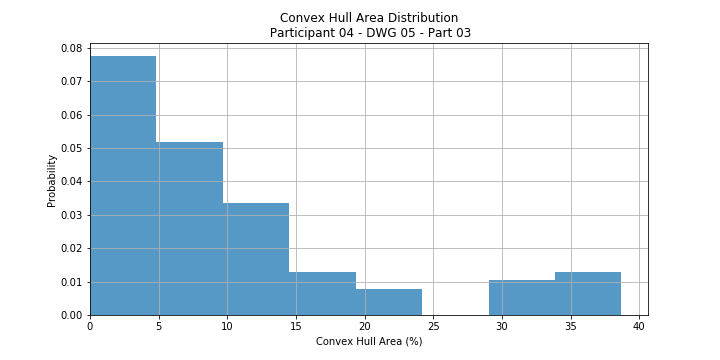 Convex Hull Area Distribution
Participant 04 - DWG 05 - Part 03
0.08
0.07
0.06
0.05
0.04
0.03
0.02
0.01
0.00
Probability
0 5 10 15 20 25 30 35 40
Convex Hull Area (%)